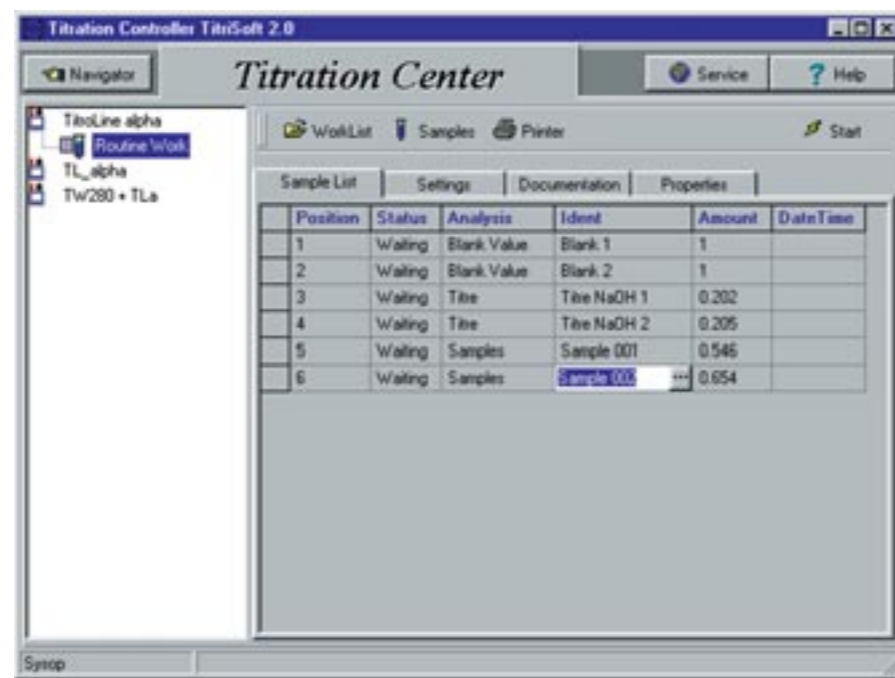 Titration Controller TitriSoft 2.0
Navigator
Titration Center
Service
Help
TitroLine alpha
Routine Work
TL_alpha
TW280 + TLa
WorkList
Samples
Printer
Start
Sample List
Settings
Documentation
Properties
Position Status Analysis Ident Amount DateTime
1 Waiting Blank Value Blank 1 1
2 Waiting Blank Value Blank 2 1
3 Waiting Titre Titre NaOH 1 0.202
4 Waiting Titre Titre NaOH 2 0.205
5 Waiting Samples Sample 001 0.546
6 Waiting Samples Sample 002 ... 0.654
Sysop